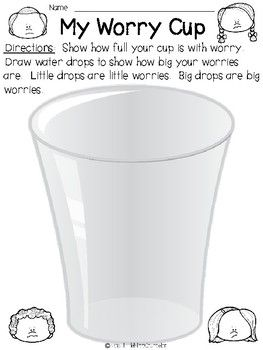 Name
My Worry Cup
Directions: Show how full your cup is with worry.
Draw water drops to show how big your worries
are. Little drops are little worries. Big drops are big
worries.